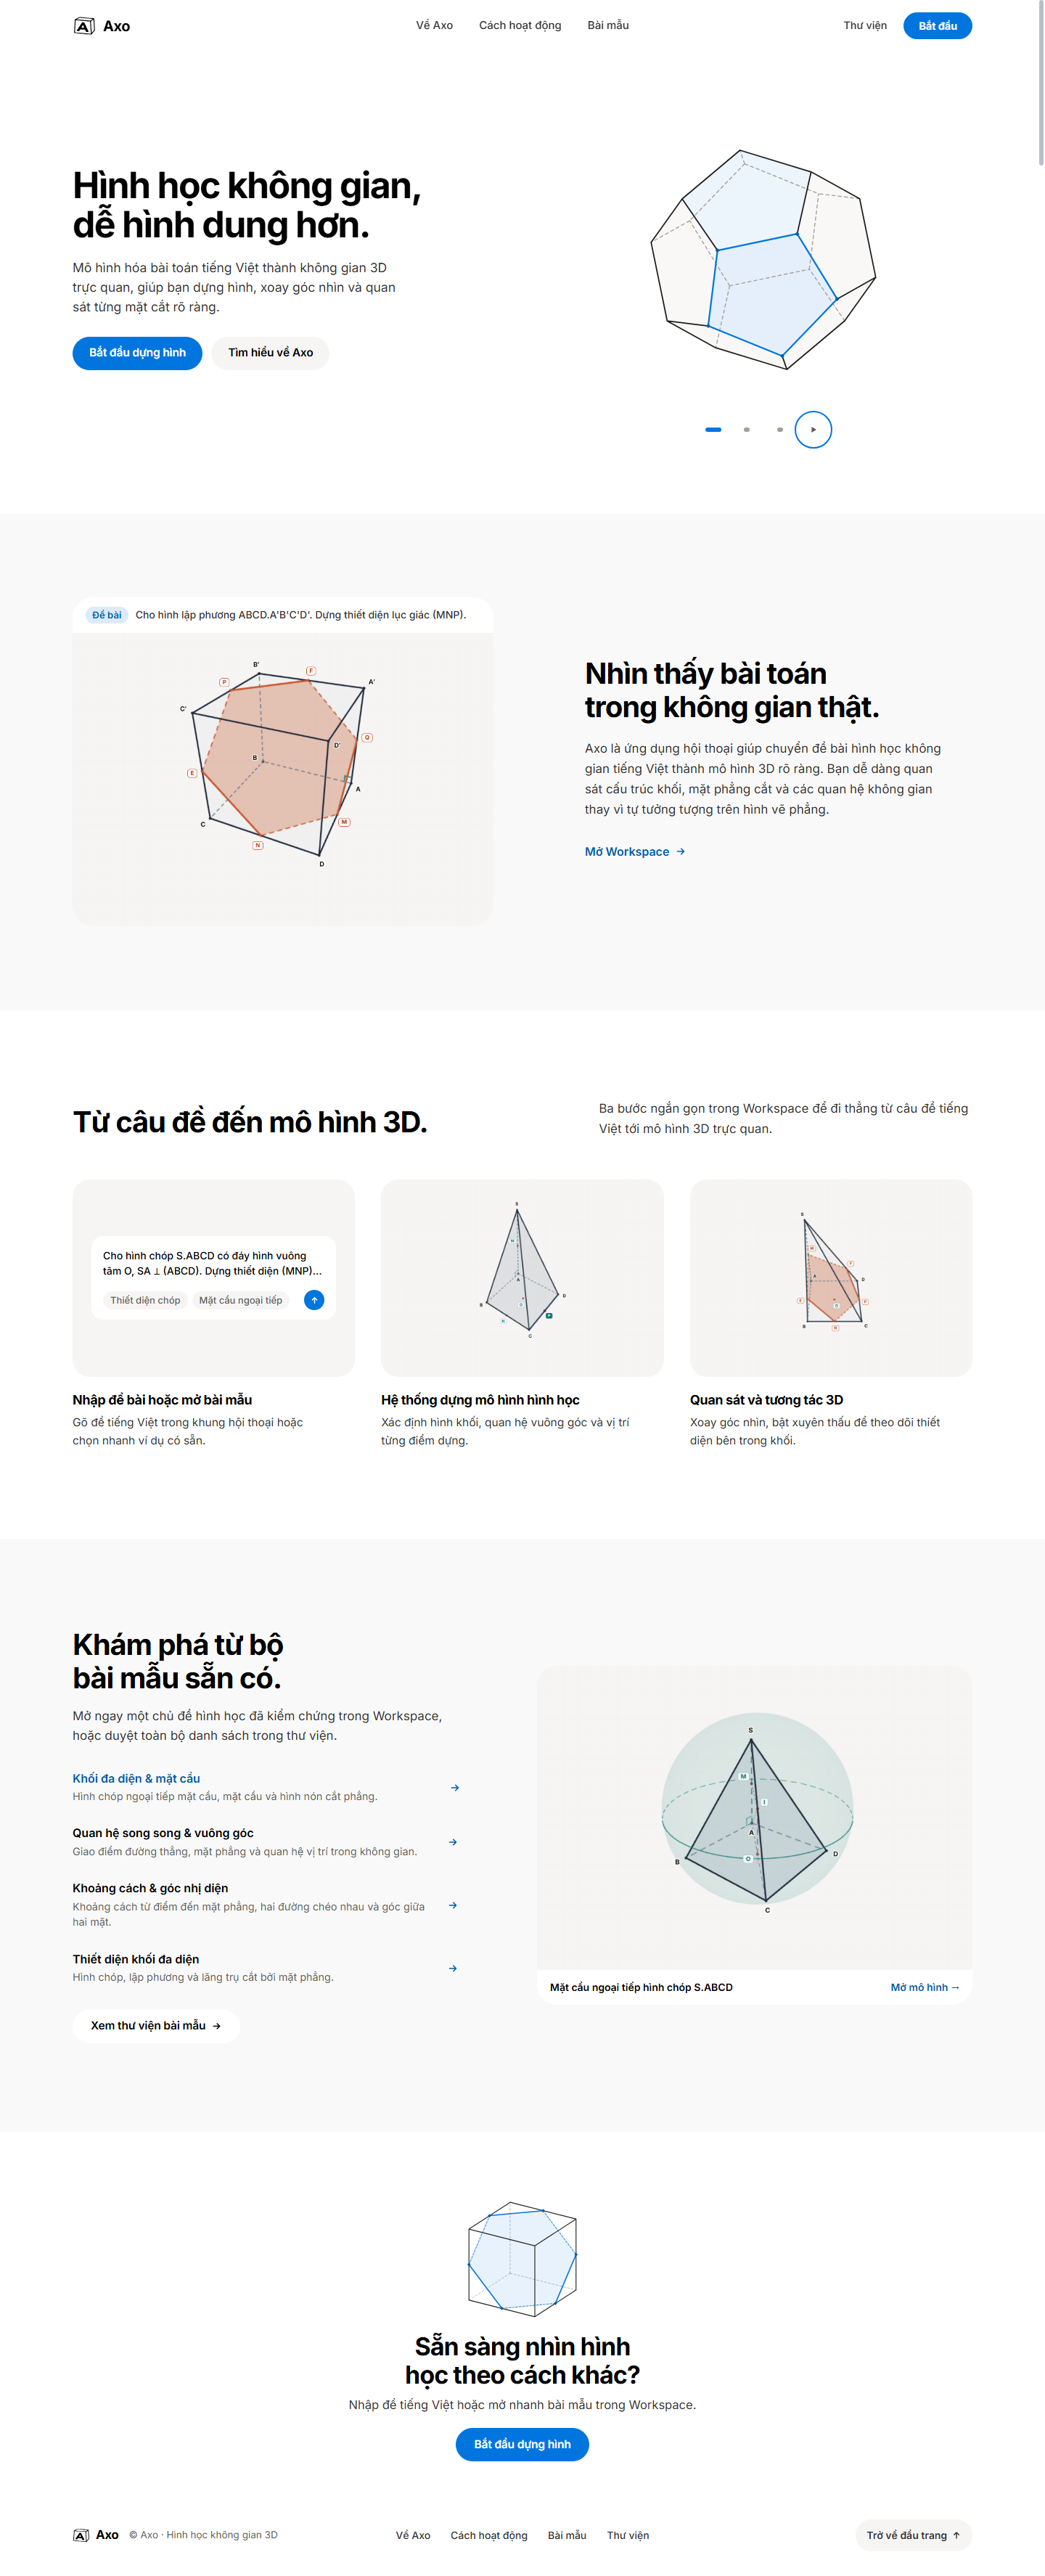 Axo
Về Axo
Cách hoạt động
Bài mẫu
Thư viện
Bắt đầu
Hình học không gian,
dễ hình dung hơn.
Mô hình hóa bài toán tiếng Việt thành không gian 3D
trực quan, giúp bạn dựng hình, xoay góc nhìn và quan
sát từng mặt cắt rõ ràng.
Bắt đầu dựng hình
Tìm hiểu về Axo
Đề bài
Cho hình lập phương ABCD.A'B'C'D'. Dựng thiết diện lục giác (MNP).
B'
F
P
A'
C'
Q
D'
B
E
A
C
M
N
D
Nhìn thấy bài toán
trong không gian thật.
Axo là ứng dụng hội thoại giúp chuyển đề bài hình học không
gian tiếng Việt thành mô hình 3D rõ ràng. Bạn dễ dàng quan
sát cấu trúc khối, mặt phẳng cắt và các quan hệ không gian
thay vì tự tưởng tượng trên hình vẽ phẳng.
Mở Workspace →
Từ câu đề đến mô hình 3D.
Ba bước ngắn gọn trong Workspace để đi thẳng từ câu đề tiếng
Việt tới mô hình 3D trực quan.
Cho hình chóp S.ABCD có đáy hình vuông
tâm O, SA ⊥ (ABCD). Dựng thiết diện (MNP)...
Thiết diện chóp
Mặt cầu ngoại tiếp
S
A
B
D
C
S
M
F
A
D
B
N
C
Nhập đề bài hoặc mở bài mẫu
Gõ đề tiếng Việt trong khung hội thoại hoặc
chọn nhanh ví dụ có sẵn.
Hệ thống dựng mô hình hình học
Xác định hình khối, quan hệ vuông góc và vị trí
từng điểm dựng.
Quan sát và tương tác 3D
Xoay góc nhìn, bật xuyên thấu để theo dõi thiết
diện bên trong khối.
Khám phá từ bộ
bài mẫu sẵn có.
Mở ngay một chủ đề hình học đã kiểm chứng trong Workspace,
hoặc duyệt toàn bộ danh sách trong thư viện.
Khối đa diện & mặt cầu
Hình chóp ngoại tiếp mặt cầu, mặt cầu và hình nón cắt phẳng.
→
Quan hệ song song & vuông góc
Giao điểm đường thẳng, mặt phẳng và quan hệ vị trí trong không gian.
→
Khoảng cách & góc nhị diện
Khoảng cách từ điểm đến mặt phẳng, hai đường chéo nhau và góc giữa
hai mặt.
→
Thiết diện khối đa diện
Hình chóp, lập phương và lăng trụ cắt bởi mặt phẳng.
→
Xem thư viện bài mẫu →
S
M
I
A
D
B
O
C
Mặt cầu ngoại tiếp hình chóp S.ABCD
Mở mô hình →
Sẵn sàng nhìn hình
học theo cách khác?
Nhập đề tiếng Việt hoặc mở nhanh bài mẫu trong Workspace.
Bắt đầu dựng hình
Axo
© Axo · Hình học không gian 3D
Về Axo
Cách hoạt động
Bài mẫu
Thư viện
Trở về đầu trang ↑